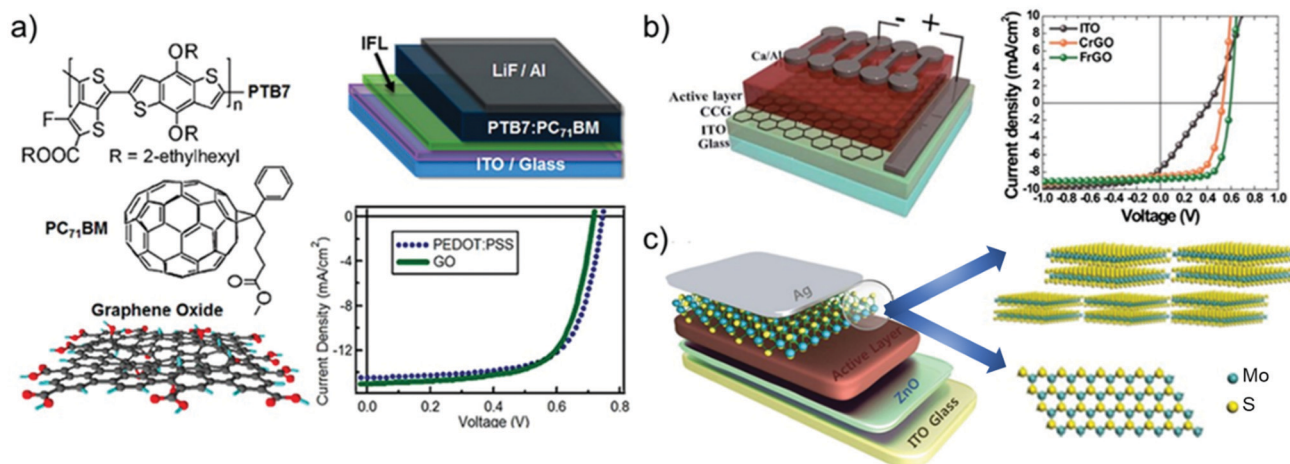 a)
OR
PTB7
n
S
S
S
S
F
OR
ROOC
R = 2-ethylhexyl
PC71BM
O
O
Graphene Oxide
IFL
LiF / Al
PTB7:PC71BM
ITO / Glass
0
-4
-8
-12
Current Density (mA/cm²)
PEDOT:PSS
GO
0.0
0.2
0.4
0.6
0.8
Voltage (V)
b)
- +
Ca/Al
Active layer
CCG
ITO
Glass
10
8
6
4
2
0
-2
-4
-6
-8
-10
Current density (mA/cm²)
ITO
CrGO
FrGO
-1.0 -0.8 -0.6 -0.4 -0.2 0.0 0.2 0.4 0.6 0.8 1.0
Voltage (V)
c)
Ag
Active Layer
ZnO
ITO Glass
Mo
S